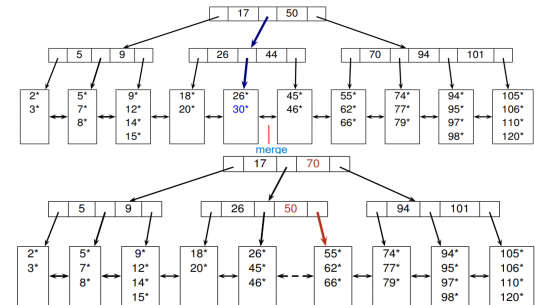 17 50
5 9 26 44 70 94 101
2* 5* 9* 18* 26* 45* 55* 74* 94* 105*
3* 7* 12* 20* 30* 46* 62* 77* 95* 106*
8* 14* 66* 79* 97* 110*
15* 98* 120*
merge
17 70
5 9 26 50 94 101
2* 5* 9* 18* 26* 55* 74* 94* 105*
3* 7* 12* 20* 45* 62* 77* 95* 106*
8* 14* 46* 66* 79* 97* 110*
15* 98* 120*